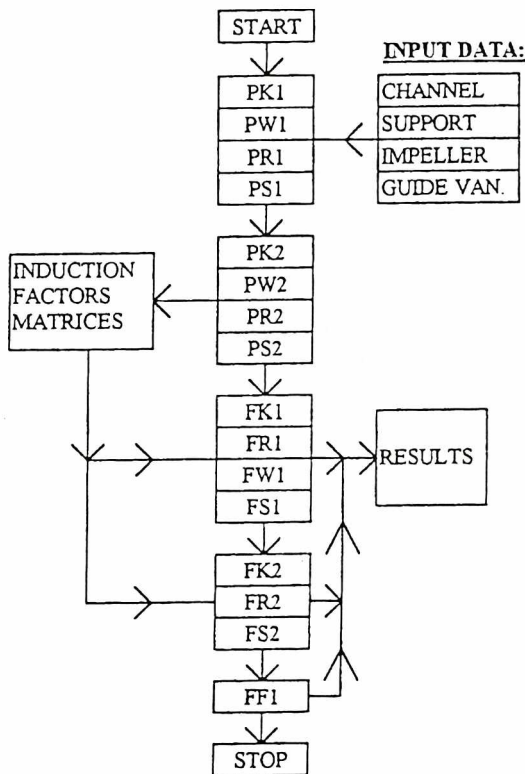 START
INPUT DATA:
PK1
PW1
PR1
PS1
CHANNEL
SUPPORT
IMPELLER
GUIDE VAN.
PK2
PW2
PR2
PS2
INDUCTION
FACTORS
MATRICES
FK1
FR1
FW1
FS1
RESULTS
FK2
FR2
FS2
FF1
STOP